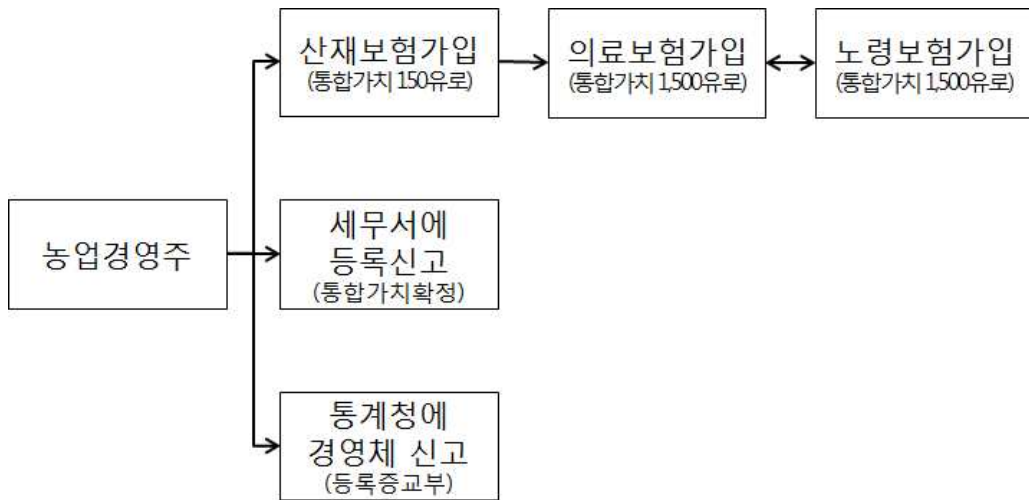 산재보험가입
(통합가치 150유로)
의료보험가입
(통합가치 1,500유로)
노령보험가입
(통합가치 1,500유로)
농업경영주
세무서에
등록신고
(통합가치확정)
통계청에
경영체 신고
(등록증교부)